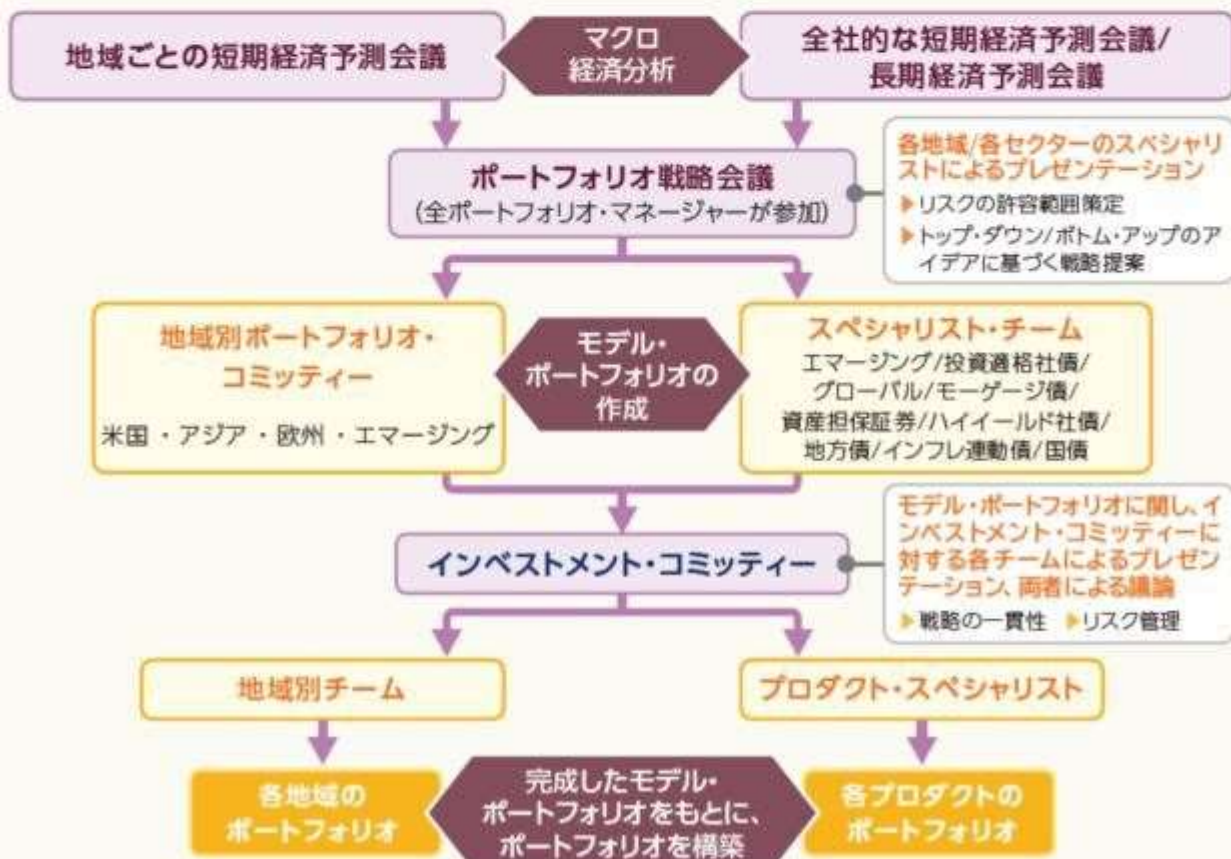 地域ごとの短期経済予測会議
マクロ
経済分析
全社的な短期経済予測会議/
長期経済予測会議
ポートフォリオ戦略会議
(全ポートフォリオ・マネージャーが参加)
各地域/各セクターのスペシャリ
ストによるプレゼンテーション
▶リスクの許容範囲策定
▶トップ・ダウン/ボトム・アップのア
イデアに基づく戦略提案
地域別ポートフォリオ・
コミッティー
米国 ・アジア ・欧州 ・エマージング
モデル・
ポートフォリオの
作成
スペシャリスト・チーム
エマージング/投資適格社債/
グローバル/モーゲージ債/
資産担保証券/ハイイールド社債/
地方債/インフレ連動債/国債
インベストメント・コミッティー
モデル・ポートフォリオに関し、イ
ンベストメント・コミッティーに
対する各チームによるプレゼン
テーション、両者による議論
▶戦略の一貫性 ▶リスク管理
地域別チーム
プロダクト・スペシャリスト
各地域の
ポートフォリオ
完成したモデル・
ポートフォリオをもとに、
ポートフォリオを構築
各プロダクトの
ポートフォリオ